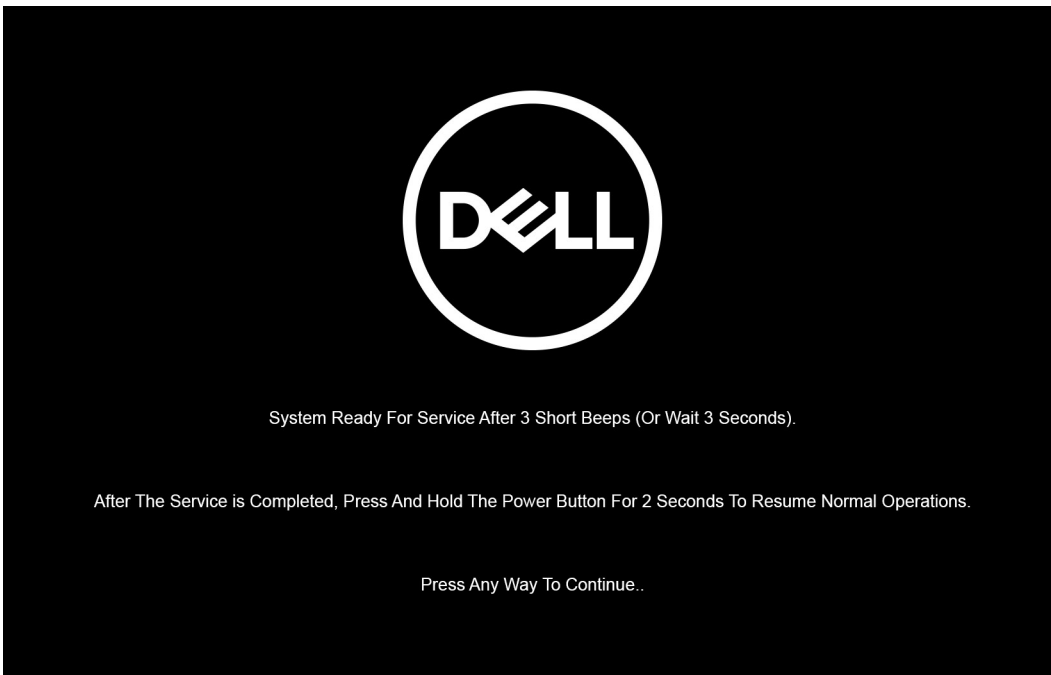 DELL
System Ready For Service After 3 Short Beeps (Or Wait 3 Seconds).
After The Service is Completed, Press And Hold The Power Button For 2 Seconds To Resume Normal Operations.
Press Any Way To Continue..